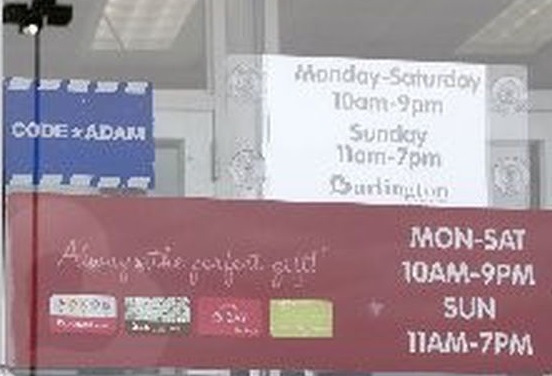 CODE★ADAM
Monday-Saturday
10am-9pm
Sunday
11am-7pm
Burlington
Always the perfect gift!
MON-SAT
10AM-9PM
SUN
11AM-7PM